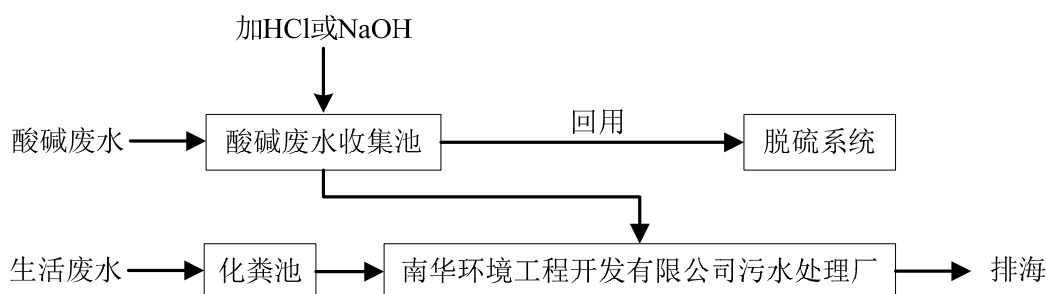 加HCl或NaOH
酸碱废水
酸碱废水收集池
回用
脱硫系统
生活废水
化粪池
南华环境工程开发有限公司污水处理厂
排海